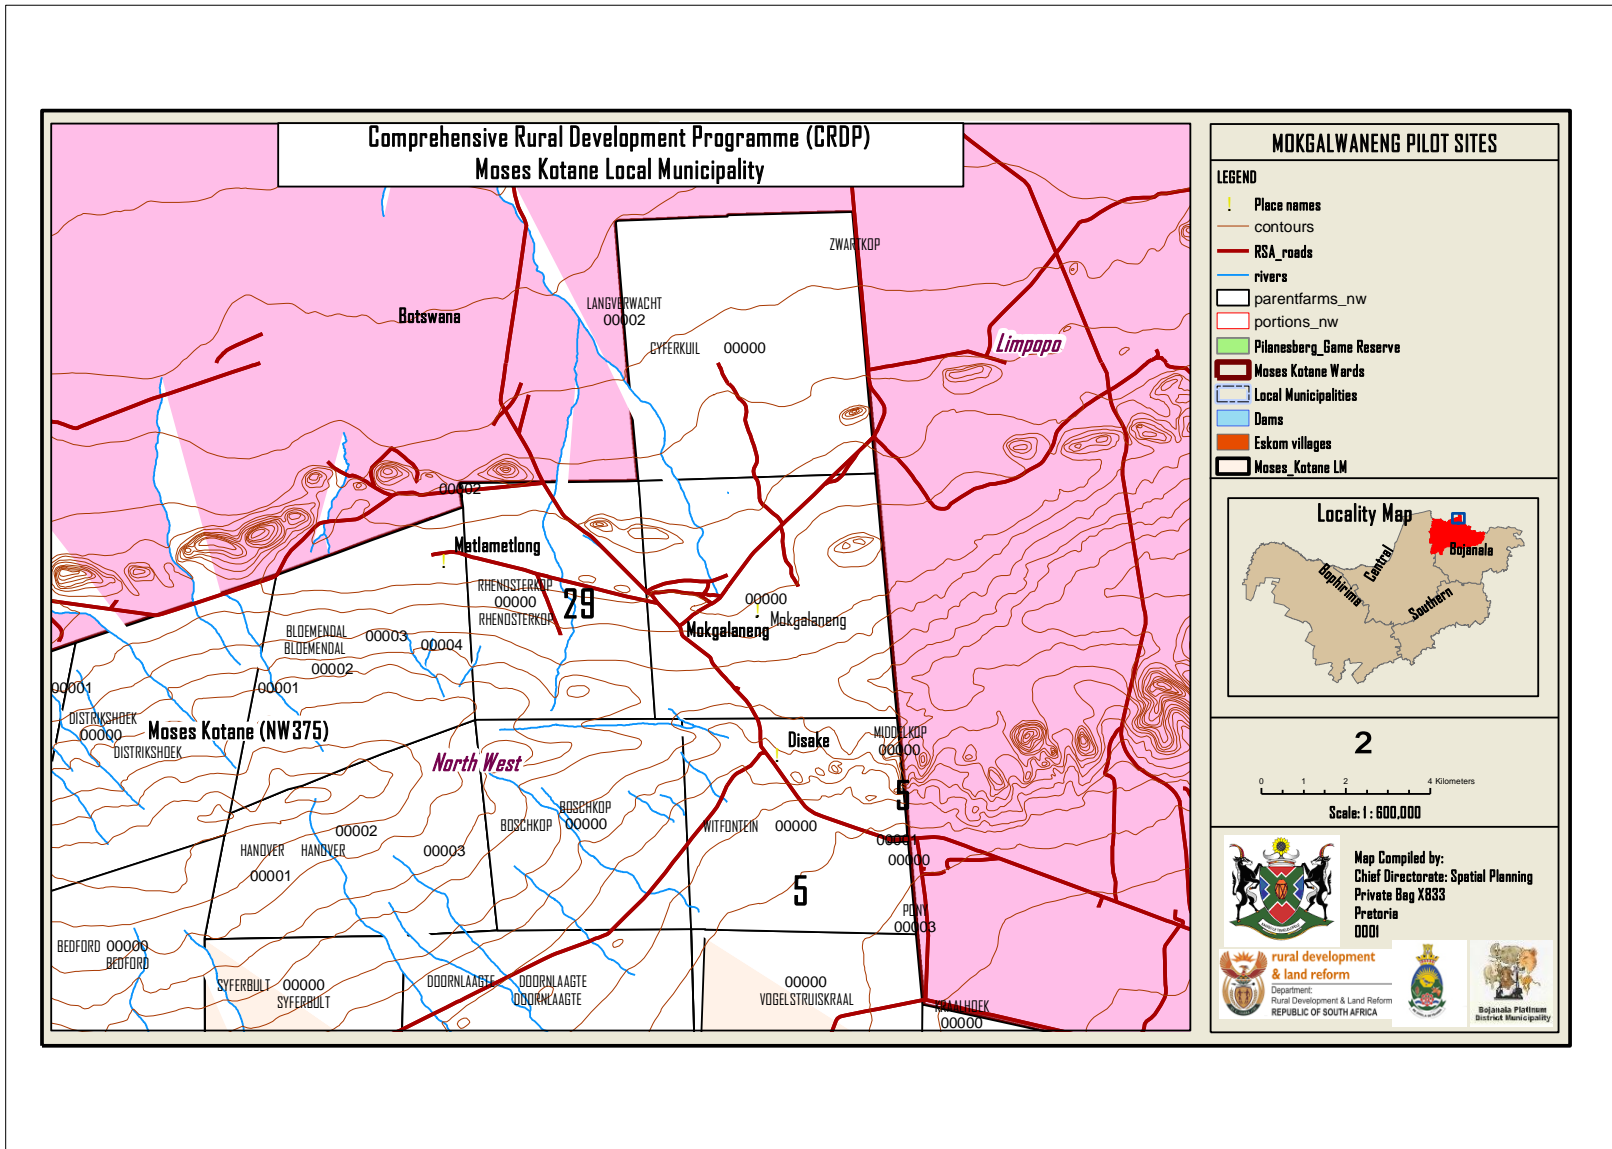 Comprehensive Rural Development Programme (CRDP)
Moses Kotane Local Municipality
ZWARTKOP
LANGVERWACHT
00002
Botswana
CYFERKUIL 00000
Limpopo
00002
Matlametlong
RHENOSTERKOP
00000
RHENOSTERKOP
29
00000
Mokgalaneng
Mokgalaneng
BLOEMENDAL 00003
BLOEMENDAL
00004
00002
00001
00001
DISTRIKSHOEK
00000
DISTRIKSHOEK
Moses Kotane (NW375)
North West
Disake
MIDDELKOP
00000
5
BOSCHKOP
BOSCHKOP 00000
WITFONTEIN 00000
00002
HANOVER HANOVER
00003
00001
00001
00000
5
PONY
00003
BEDFORD 00000
BEDFORD
SYFERBULT 00000
SYFERBULT
DOORNLAAGTE DOORNLAAGTE
DOORNLAAGTE
00000
VOGELSTRUISKRAAL
KRAALHOEK
00000
MOKGALWANENG PILOT SITES
LEGEND
Place names
contours
RSA_roads
rivers
parentfarms_nw
portions_nw
Pilanesberg_Game Reserve
Moses Kotane Wards
Local Municipalities
Dams
Eskom villages
Moses_Kotane LM
Locality Map
Bojanala
Central
Bophirima
Southern
2
0 1 2 4 Kilometers
Scale: 1 : 600,000
Map Compiled by:
Chief Directorate: Spatial Planning
Private Bag X833
Pretoria
0001
rural development
& land reform
Department:
Rural Development & Land Reform
REPUBLIC OF SOUTH AFRICA
Bojanala Platinum
District Municipality